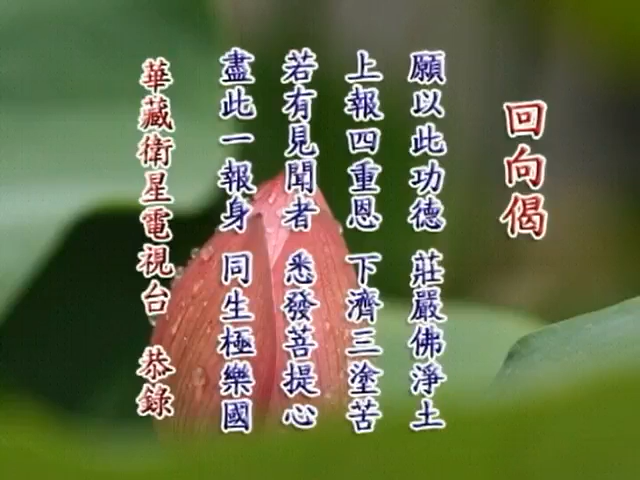 回向偈
願以此功德 莊嚴佛淨土
上報四重恩 下濟三塗苦
若有見聞者 悉發菩提心
盡此一報身 同生極樂國
華藏衛星電視台 恭錄